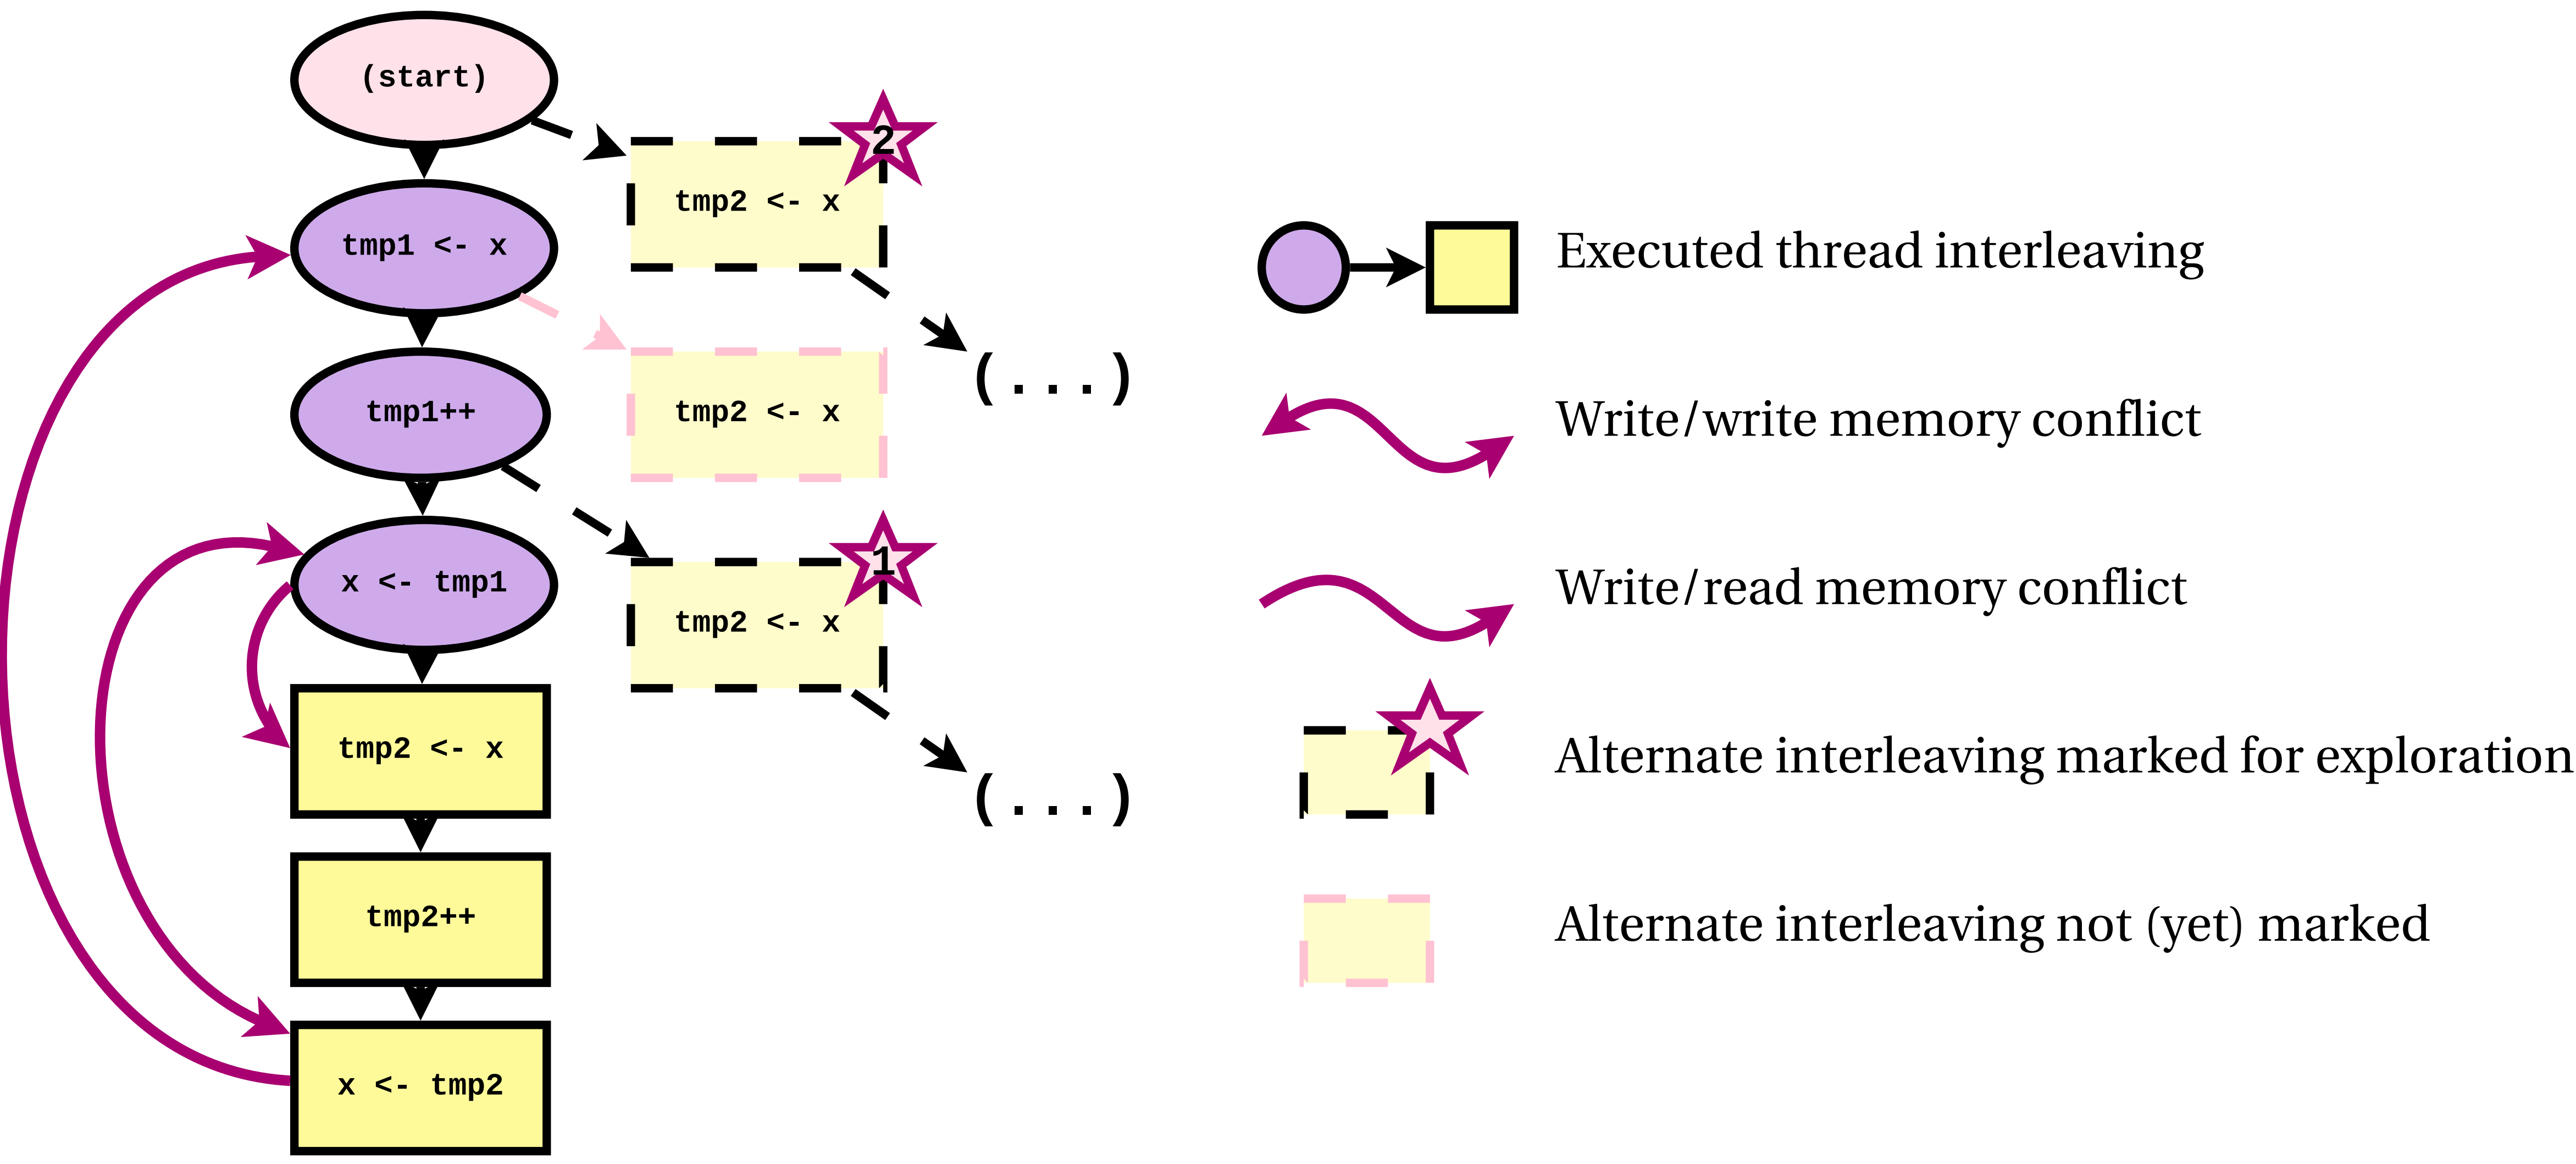 (start)
2
tmp2 <- x
tmp1 <- x
(...)
tmp1++
tmp2 <- x
1
x <- tmp1
tmp2 <- x
(...)
tmp2 <- x
tmp2++
x <- tmp2
Executed thread interleaving
Write/write memory conflict
Write/read memory conflict
Alternate interleaving marked for exploration
Alternate interleaving not (yet) marked